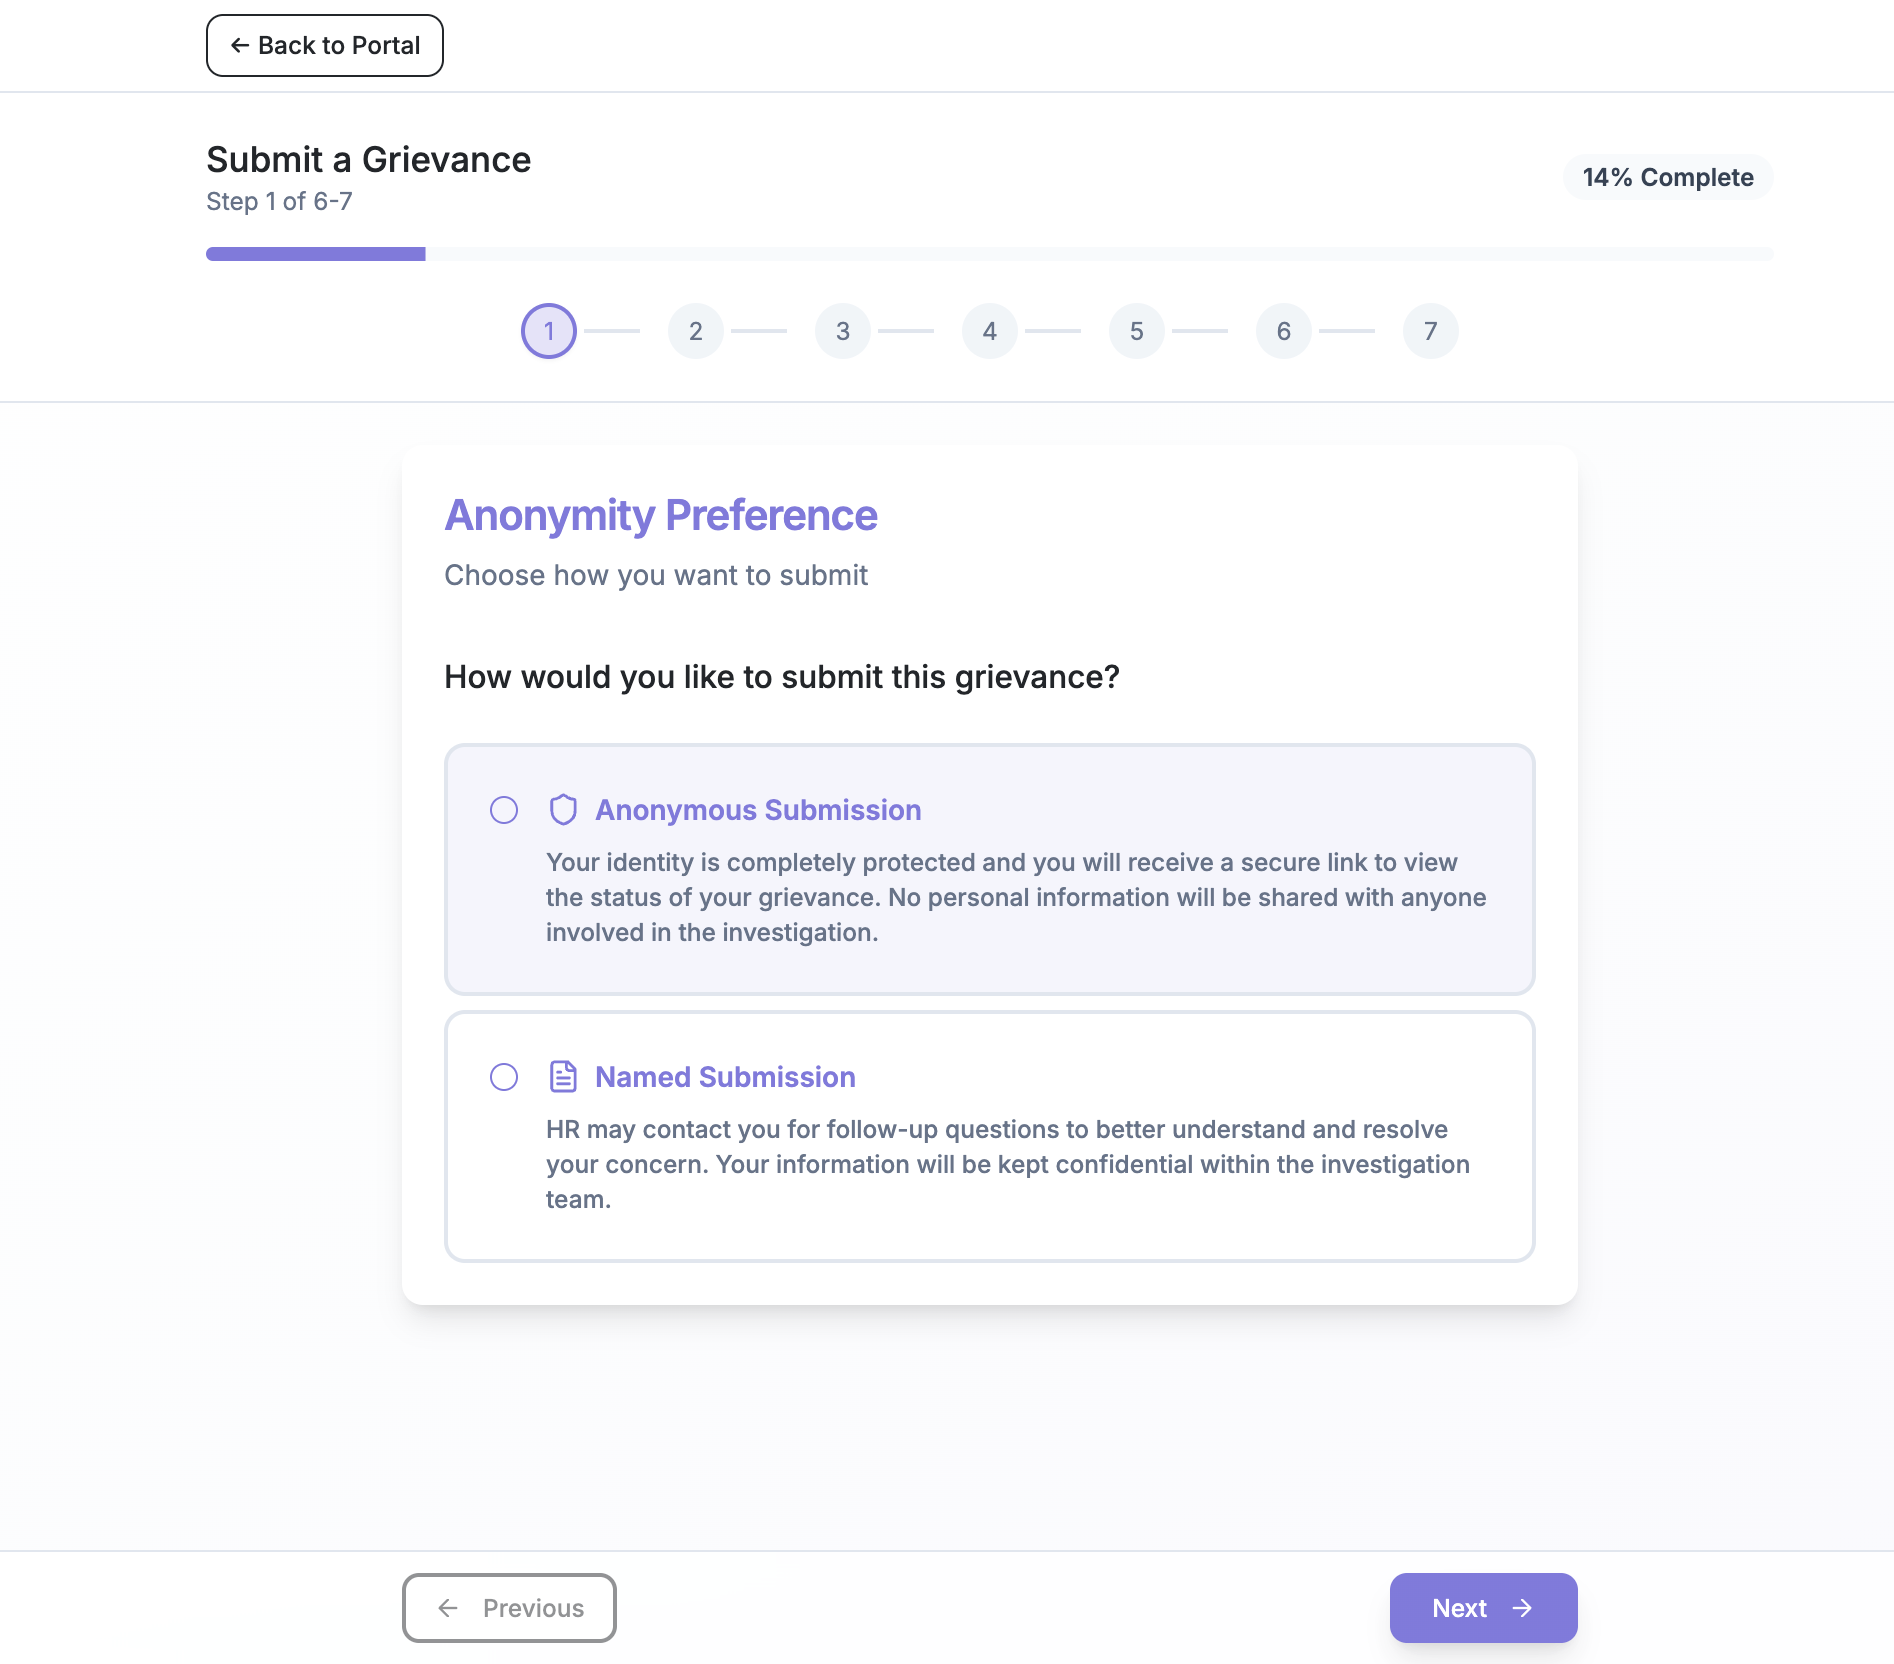 ← Back to Portal
Submit a Grievance
14% Complete
Step 1 of 6-7
1
2
3
4
5
6
7
Anonymity Preference
Choose how you want to submit
How would you like to submit this grievance?
Anonymous Submission
Your identity is completely protected and you will receive a secure link to view
the status of your grievance. No personal information will be shared with anyone
involved in the investigation.
Named Submission
HR may contact you for follow-up questions to better understand and resolve
your concern. Your information will be kept confidential within the investigation
team.
← Previous
Next →